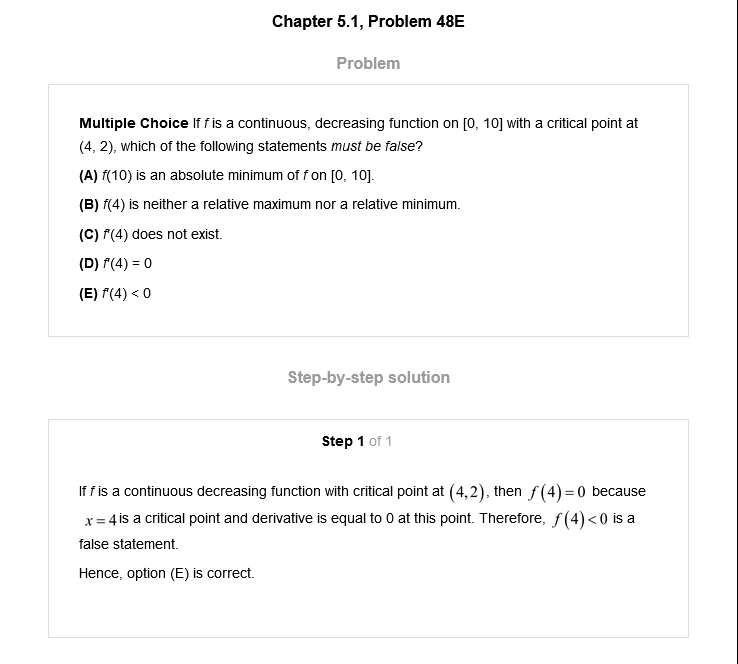 Chapter 5.1, Problem 48E
Problem
Multiple Choice If f is a continuous, decreasing function on [0, 10] with a critical point at
(4, 2), which of the following statements must be false?
(A) f(10) is an absolute minimum of f on [0, 10].
(B) f(4) is neither a relative maximum nor a relative minimum.
(C) f'(4) does not exist.
(D) f'(4) = 0
(E) f'(4) < 0
Step-by-step solution
Step 1 of 1
If f is a continuous decreasing function with critical point at (4,2), then f(4)=0 because
x=4 is a critical point and derivative is equal to 0 at this point. Therefore, f(4)<0 is a
false statement.
Hence, option (E) is correct.